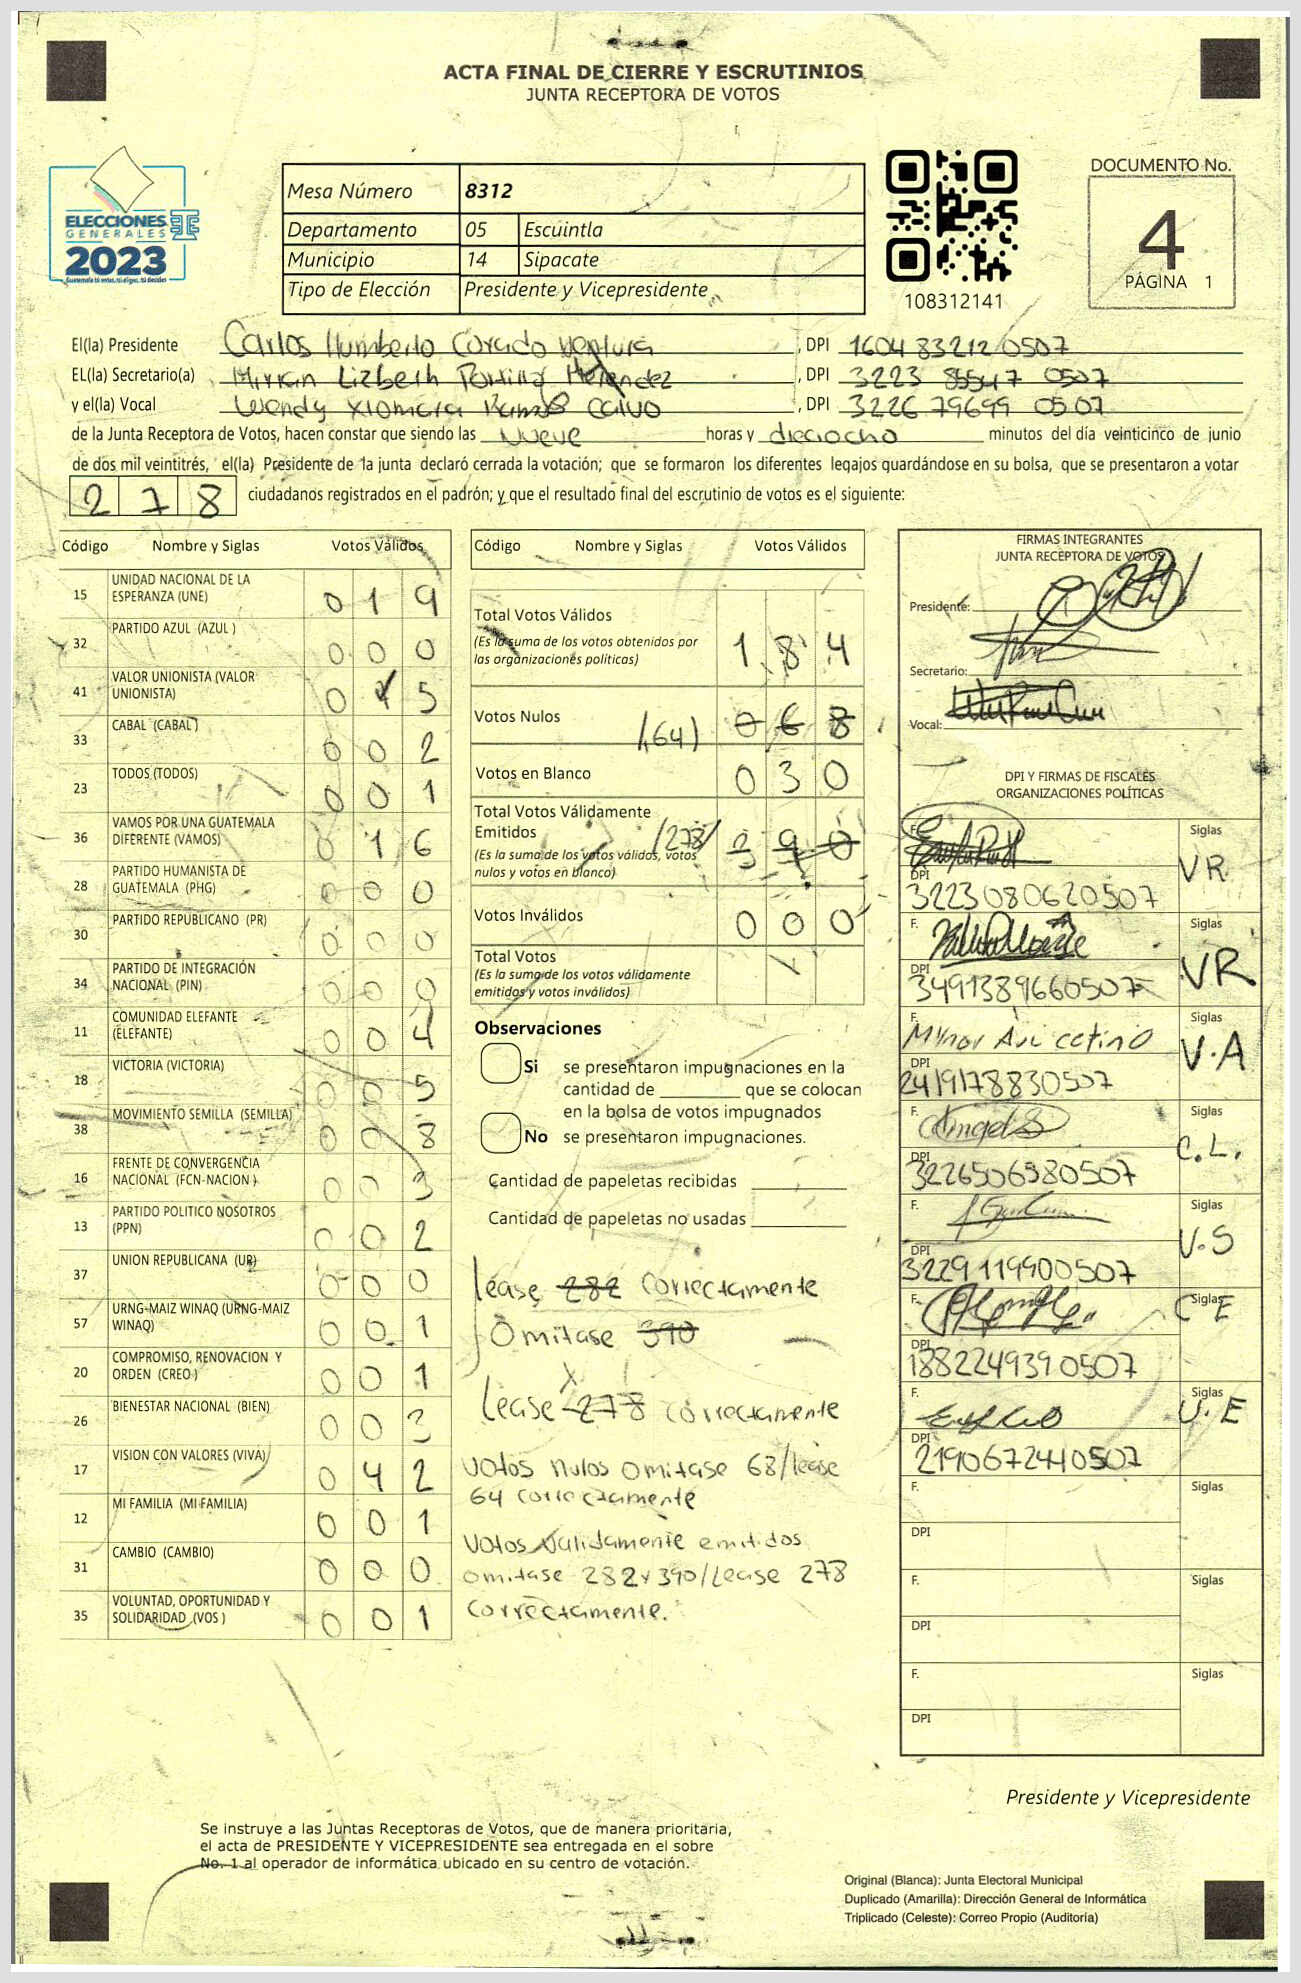 ACTA FINAL DE CIERRE Y ESCRUTINIOS
JUNTA RECEPTORA DE VOTOS
ELECCIONES
GENERALES
2023
Mesa Número 8312
Departamento 05 Escuintla
Municipio 14 Sipacate
Tipo de Elección Presidente y Vicepresidente
108312141
DOCUMENTO No.
4
PÁGINA 1
El(la) Presidente Carlos Humberto Corado Ventura, DPI 1604 83212 0507
EL(la) Secretario(a) Mirian Lizbeth Portillo Melendez, DPI 3223 0507
y el(la) Vocal Wendy Xiomara Ramos Calvo, DPI 3226 79699 0507
de la Junta Receptora de Votos, hacen constar que siendo las nueve horas y dieciocho minutos del día veinticinco de junio
de dos mil veintitrés, el(la) Presidente de la junta declaró cerrada la votación; que se formaron los diferentes legajos guardándose en su bolsa, que se presentaron a votar
278 ciudadanos registrados en el padrón; y que el resultado final del escrutinio de votos es el siguiente:
Código Nombre y Siglas Votos Válidos
15 UNIDAD NACIONAL DE LA ESPERANZA (UNE) 0 1 9
32 PARTIDO AZUL (AZUL ) 0 0 0
41 VALOR UNIONISTA (VALOR UNIONISTA) 0 5
33 CABAL (CABAL ) 0 0 2
23 TODOS (TODOS) 0 0 1
36 VAMOS POR UNA GUATEMALA DIFERENTE (VAMOS) 0 1 6
28 PARTIDO HUMANISTA DE GUATEMALA (PHG) 0 0 0
30 PARTIDO REPUBLICANO (PR) 0 0 0
34 PARTIDO DE INTEGRACIÓN NACIONAL (PIN) 0 0 0
11 COMUNIDAD ELEFANTE (ELEFANTE) 0 0 4
18 VICTORIA (VICTORIA) 0 0 5
38 MOVIMIENTO SEMILLA (SEMILLA) 0 0 8
16 FRENTE DE CONVERGENCIA NACIONAL (FCN-NACION ) 0 0 3
13 PARTIDO POLITICO NOSOTROS (PPN) 0 0 2
37 UNION REPUBLICANA (UR) 0 0 0
57 URNG-MAIZ WINAQ (URNG-MAIZ WINAQ) 0 0 1
20 COMPROMISO, RENOVACION Y ORDEN (CREO ) 0 0 1
26 BIENESTAR NACIONAL (BIEN) 0 0 3
17 VISION CON VALORES (VIVA) 0 4 2
12 MI FAMILIA (MI FAMILIA) 0 0 1
31 CAMBIO (CAMBIO) 0 0 0
35 VOLUNTAD, OPORTUNIDAD Y SOLIDARIDAD (VOS ) 0 0 1
Código Nombre y Siglas Votos Válidos
Total Votos Válidos 1 8 4
(Es la suma de los votos obtenidos por
las organizaciones políticas)
Votos Nulos (64) 0 6 8
Votos en Blanco 0 3 0
Total Votos Válidamente
Emitidos (278)
(Es la suma de los votos válidos, votos
nulos y votos en blanco)
Votos Inválidos 0 0 0
Total Votos
(Es la suma de los votos válidamente
emitidos y votos inválidos)
Observaciones
Si se presentaron impugnaciones en la
cantidad de ________ que se colocan
en la bolsa de votos impugnados
No se presentaron impugnaciones.
Cantidad de papeletas recibidas
Cantidad de papeletas no usadas
lease 282 correctamente
Omitase 390
lease 278 correctamente
Votos nulos omitase 68/lease
64 correctamente
Votos Validamente emitidos
omitase 282 y 390/Lease 278
correctamente.
FIRMAS INTEGRANTES
JUNTA RECEPTORA DE VOTOS
Presidente:
Secretario:
Vocal:
DPI Y FIRMAS DE FISCALES
ORGANIZACIONES POLÍTICAS
F. Siglas VR
DPI 3223080620507
F. Siglas VR
DPI 3491389660507
F. Siglas V.A
DPI 2419178830507
F. Siglas C.L.
DPI 3226506980507
F. Siglas V.S
DPI 3229119900507
F. Siglas C E
DPI 1882249390507
F. Siglas U.E
DPI 2190672440507
F. Siglas
DPI
F. Siglas
DPI
F. Siglas
DPI
Presidente y Vicepresidente
Se instruye a las Juntas Receptoras de Votos, que de manera prioritaria,
el acta de PRESIDENTE Y VICEPRESIDENTE sea entregada en el sobre
No. 1 al operador de informática ubicado en su centro de votación.
Original (Blanca): Junta Electoral Municipal
Duplicado (Amarilla): Dirección General de Informática
Triplicado (Celeste): Correo Propio (Auditoría)